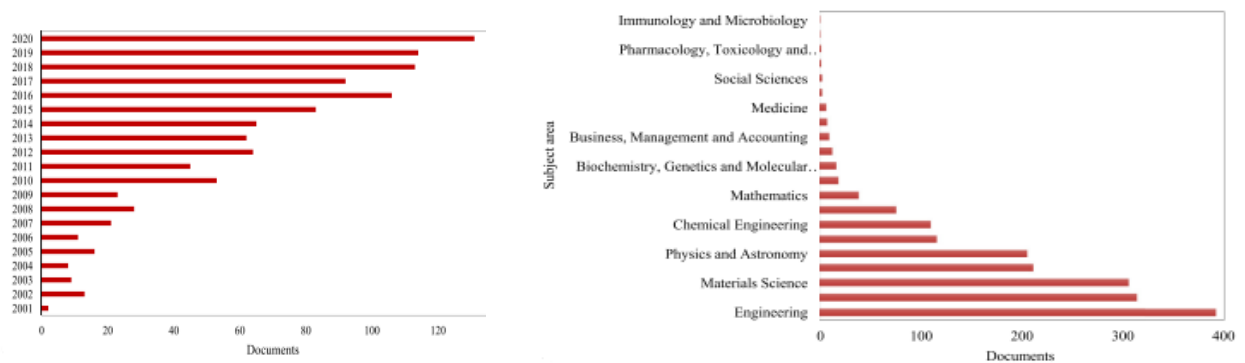 2020
2019
2018
2017
2016
2015
2014
2013
2012
2011
2010
2009
2008
2007
2006
2005
2004
2003
2002
2001
0 20 40 60 80 100 120
Documents
Subject area
Immunology and Microbiology
Pharmacology, Toxicology and..
Social Sciences
Medicine
Business, Management and Accounting
Biochemistry, Genetics and Molecular..
Mathematics
Chemical Engineering
Physics and Astronomy
Materials Science
Engineering
0 100 200 300 400
Documents